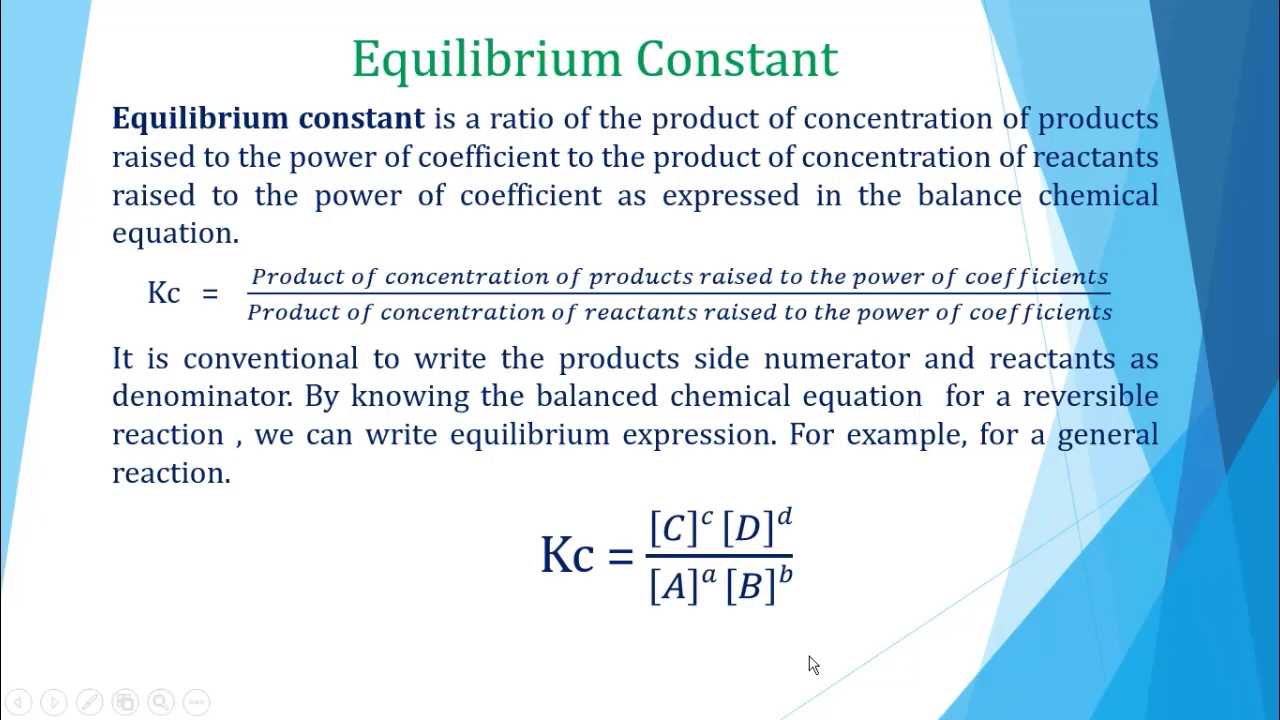 Equilibrium Constant
Equilibrium constant is a ratio of the product of concentration of products
raised to the power of coefficient to the product of concentration of reactants
raised to the power of coefficient as expressed in the balance chemical
equation.
Kc = Product of concentration of products raised to the power of coefficients
Product of concentration of reactants raised to the power of coefficients
It is conventional to write the products side numerator and reactants as
denominator. By knowing the balanced chemical equation for a reversible
reaction , we can write equilibrium expression. For example, for a general
reaction.
Kc = [C]^c [D]^d
[A]^a [B]^b